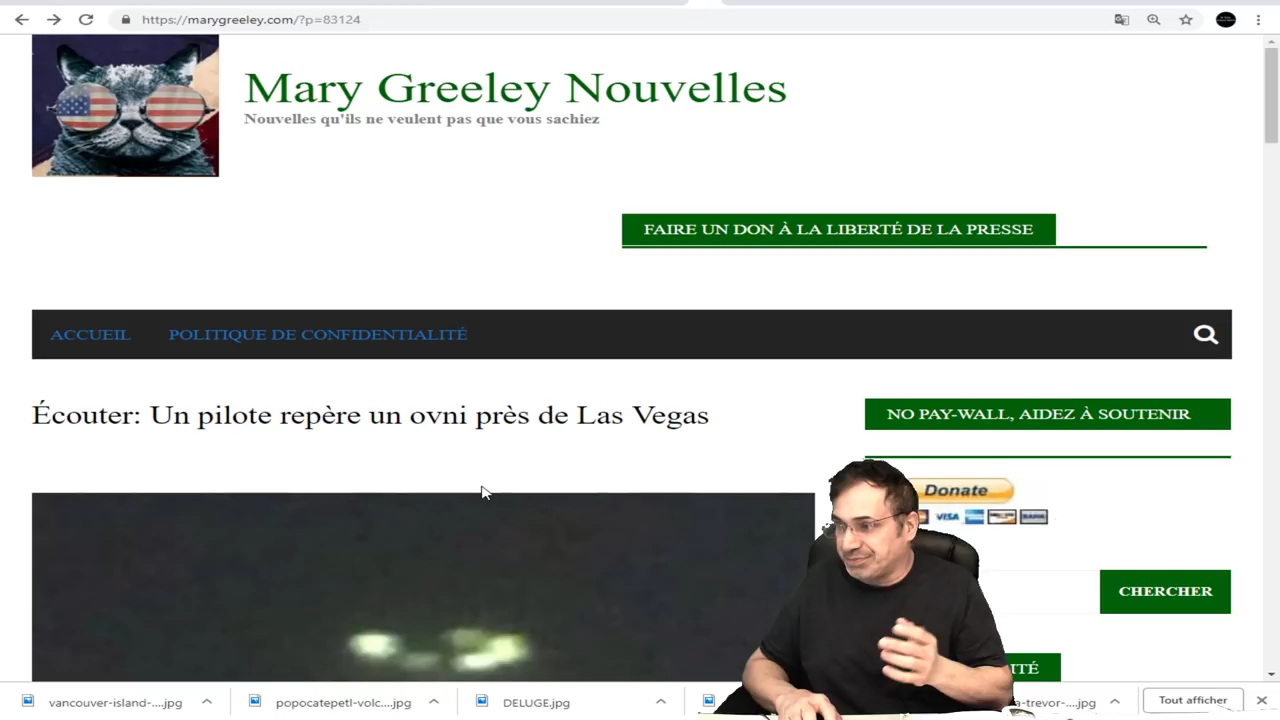 https://marygreeley.com/?p=83124
Mary Greeley Nouvelles
Nouvelles qu'ils ne veulent pas que vous sachiez
FAIRE UN DON À LA LIBERTÉ DE LA PRESSE
ACCUEIL POLITIQUE DE CONFIDENTIALITÉ
Écouter: Un pilote repère un ovni près de Las Vegas
NO PAY-WALL, AIDEZ À SOUTENIR
Donate
VISA
CHERCHER
ITÉ
vancouver-island-....jpg popocatepetl-volc....jpg DELUGE.jpg a-trevor-....jpg Tout afficher